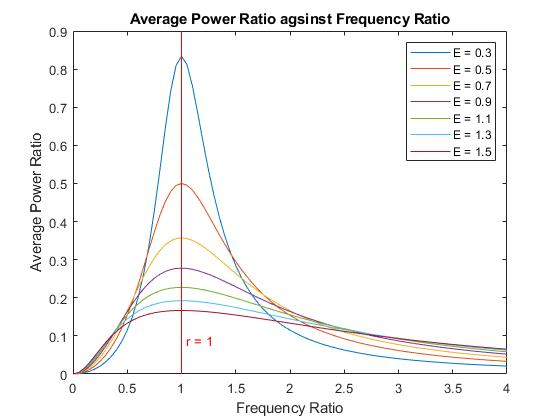 Average Power Ratio against Frequency Ratio
0.9
0.8
0.7
0.6
0.5
0.4
0.3
0.2
0.1
0
Average Power Ratio
E = 0.3
E = 0.5
E = 0.7
E = 0.9
E = 1.1
E = 1.3
E = 1.5
r = 1
0 0.5 1 1.5 2 2.5 3 3.5 4
Frequency Ratio